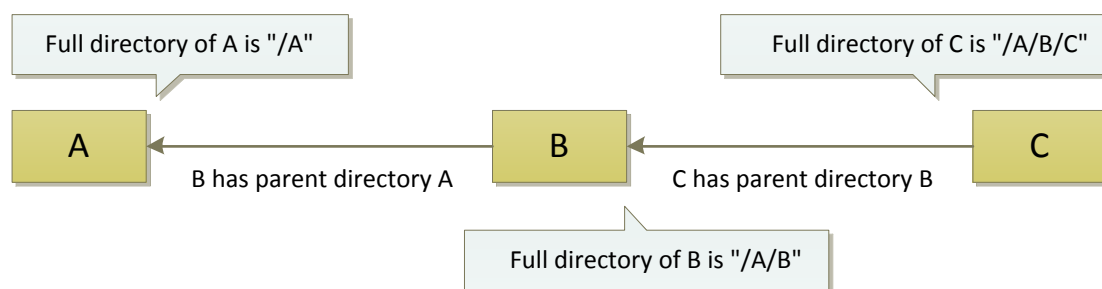 Full directory of A is "/A"
Full directory of C is "/A/B/C"
A
B
C
B has parent directory A
C has parent directory B
Full directory of B is "/A/B"